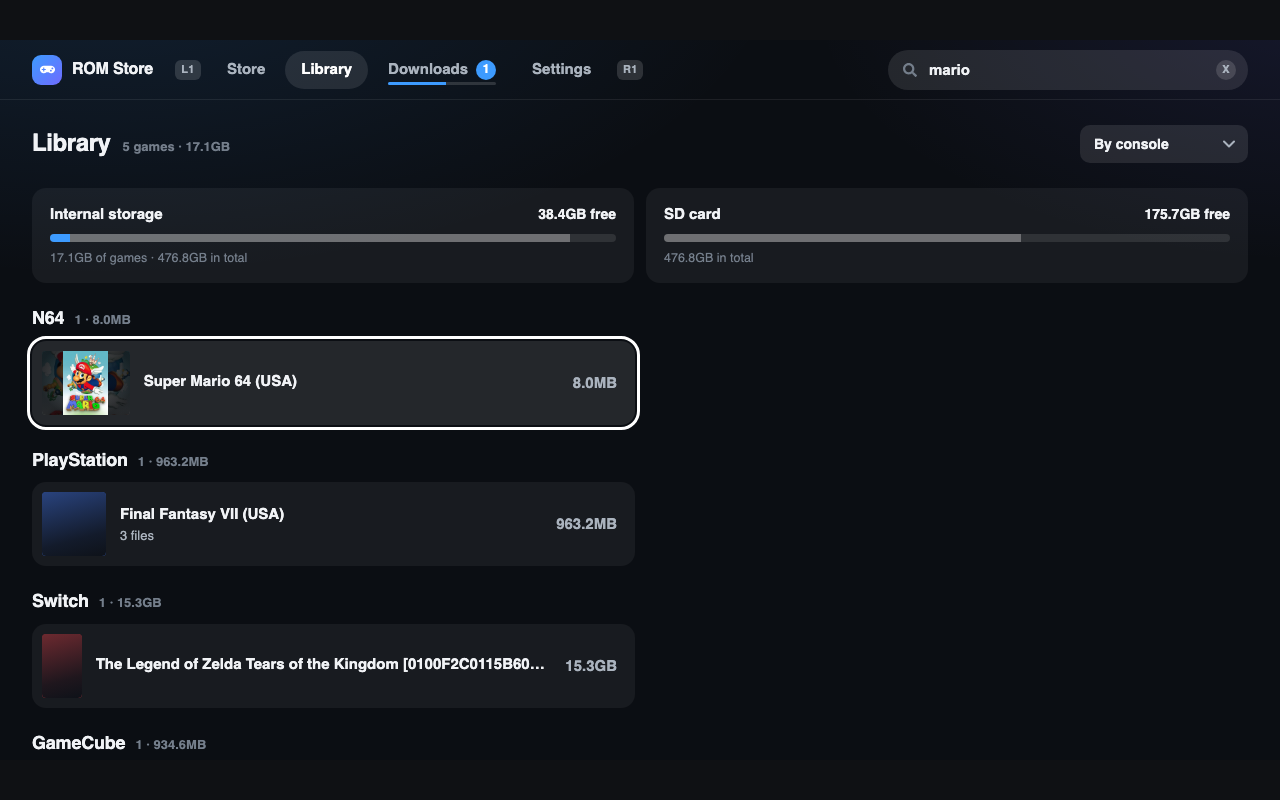 ROM Store L1 Store Library Downloads 1 Settings R1 mario X
Library 5 games · 17.1GB By console
Internal storage 38.4GB free
17.1GB of games · 476.8GB in total
SD card 175.7GB free
476.8GB in total
N64 1 · 8.0MB
Super Mario 64 (USA) 8.0MB
PlayStation 1 · 963.2MB
Final Fantasy VII (USA) 963.2MB
3 files
Switch 1 · 15.3GB
The Legend of Zelda Tears of the Kingdom [0100F2C0115B60... 15.3GB
GameCube 1 · 934.6MB